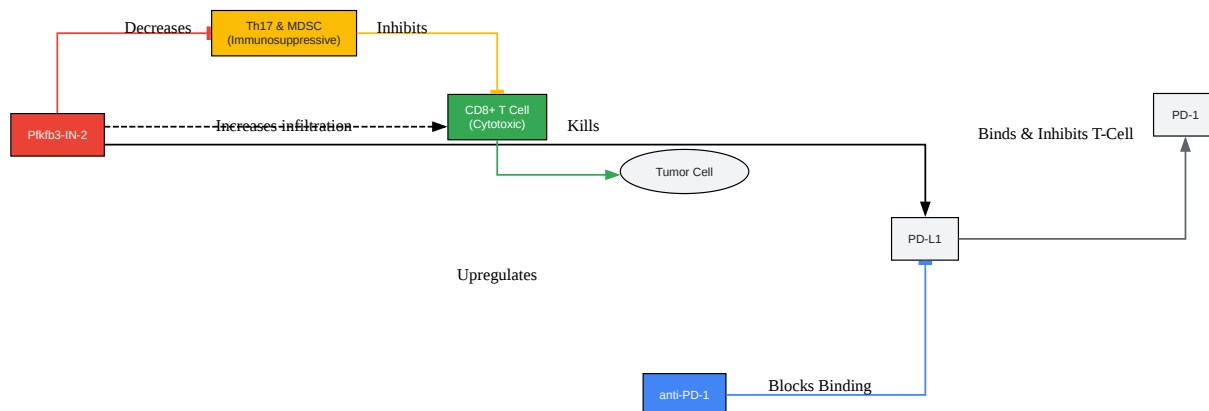 Decreases
Th17 & MDSC
(Immunosuppressive)
Inhibits
Pfkfb3-IN-2
Increases infiltration
CD8+ T Cell
(Cytotoxic)
Kills
Tumor Cell
Binds & Inhibits T-Cell
PD-1
PD-L1
Upregulates
anti-PD-1
Blocks Binding